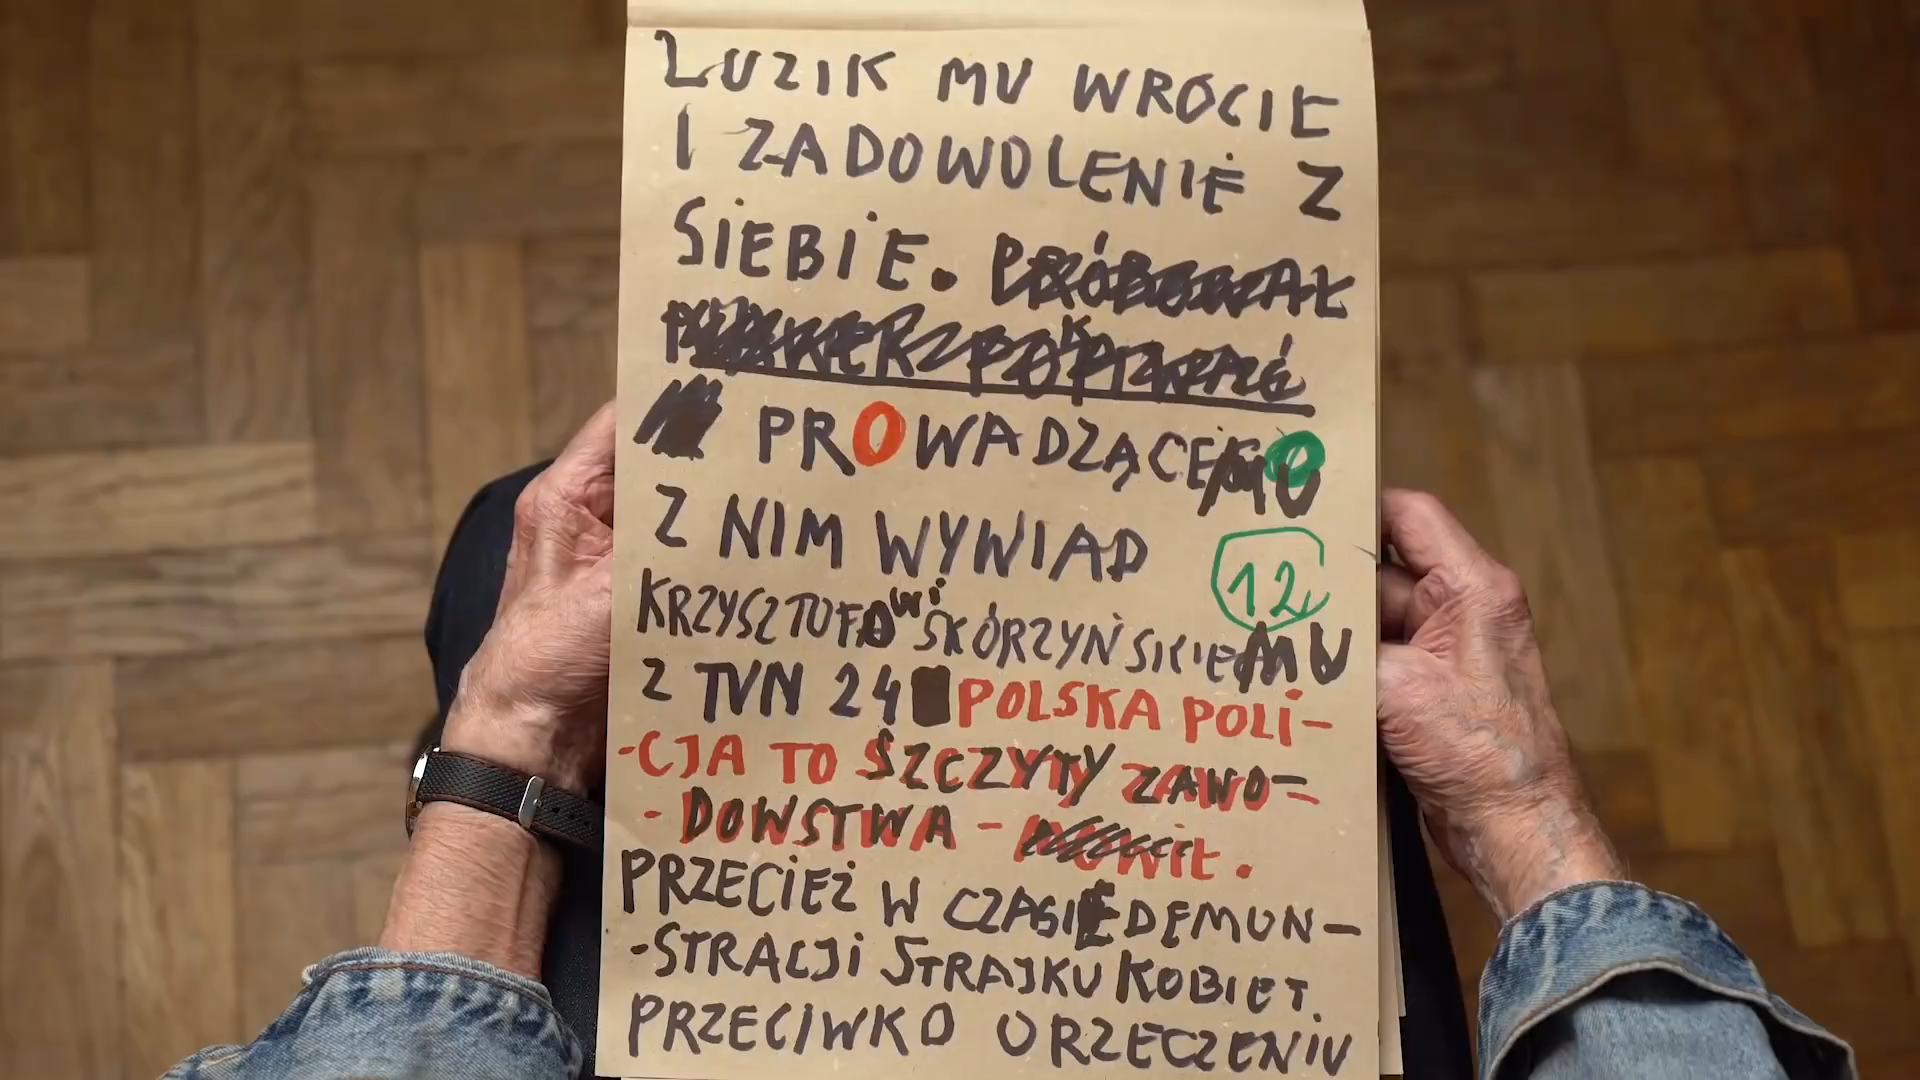 LUZIK MU WRÓCIŁ
I ZADOWOLENIE Z
SIEBIE.
PROWADZĄCEMU
Z NIM WYWIAD
12
KRZYSZTOFOWI SKÓRZYŃSKIEMU
Z TVN 24 POLSKA POLI-
-CJA TO SZCZYTY ZAWO-
-DOWSTWA -
PRZECIEŻ W CZASIE DEMON-
-STRACJI STRAJKU KOBIET
PRZECIWKO ORZECZENIU